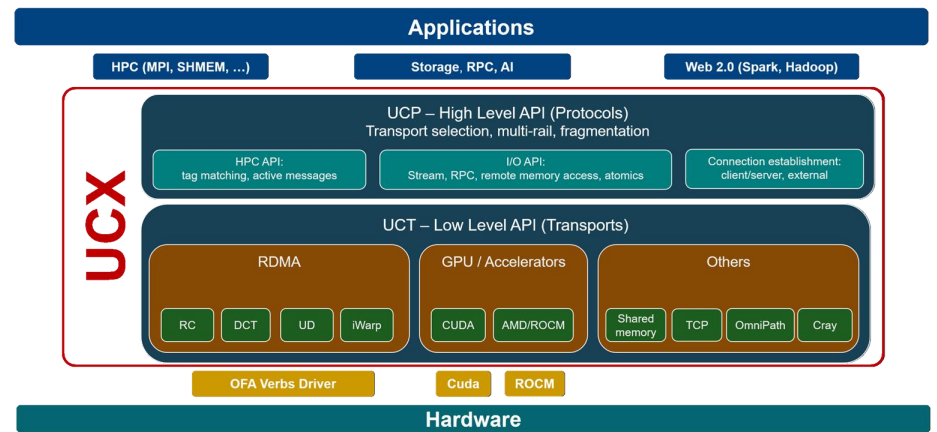 Applications
HPC (MPI, SHMEM, …)
Storage, RPC, AI
Web 2.0 (Spark, Hadoop)
UCX
UCP – High Level API (Protocols)
Transport selection, multi-rail, fragmentation
HPC API:
tag matching, active messages
I/O API:
Stream, RPC, remote memory access, atomics
Connection establishment:
client/server, external
UCT – Low Level API (Transports)
RDMA
RC
DCT
UD
iWarp
GPU / Accelerators
CUDA
AMD/ROCM
Others
Shared
memory
TCP
OmniPath
Cray
OFA Verbs Driver
Cuda
ROCM
Hardware